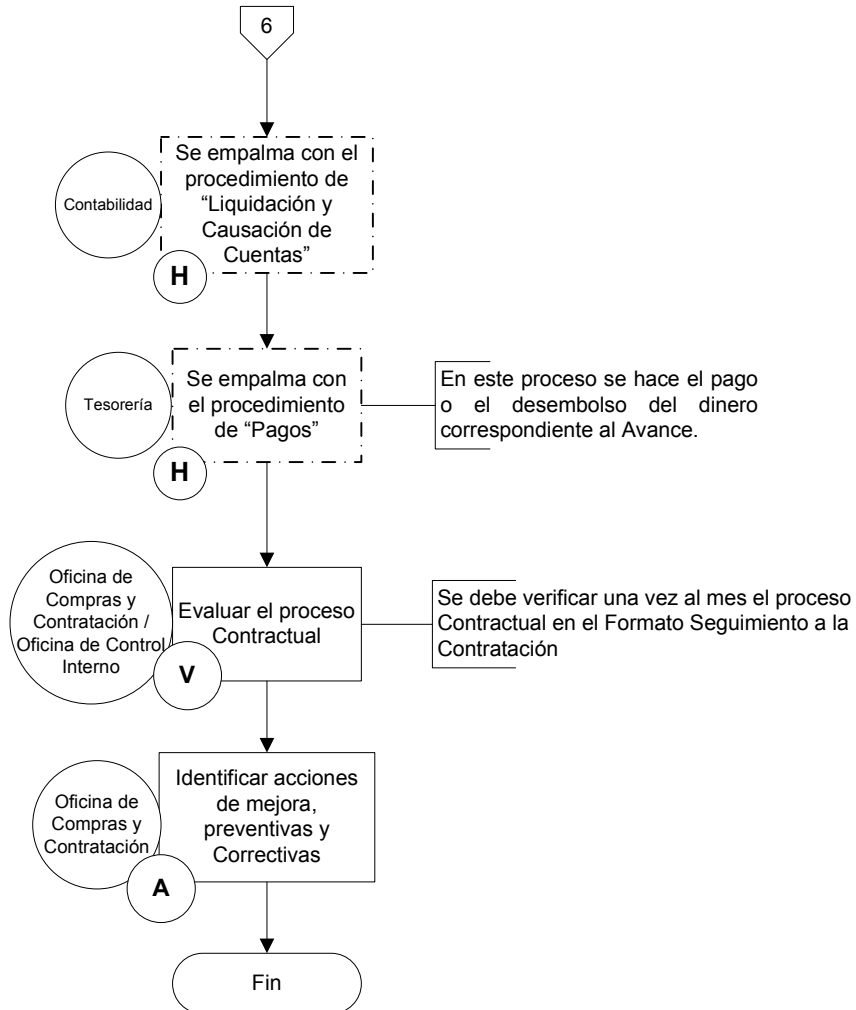 6
Se empalma con el
procedimiento de
“Liquidación y
Causación de
Cuentas”
Contabilidad
H
Se empalma con
el procedimiento
de “Pagos”
Tesorería
H
En este proceso se hace el pago
o el desembolso del dinero
correspondiente al Avance.
Oficina de
Compras y
Contratación /
Oficina de Control
Interno
Evaluar el proceso
Contractual
V
Se debe verificar una vez al mes el proceso
Contractual en el Formato Seguimiento a la
Contratación
Oficina de
Compras y
Contratación
Identificar acciones
de mejora,
preventivas y
Correctivas
A
Fin